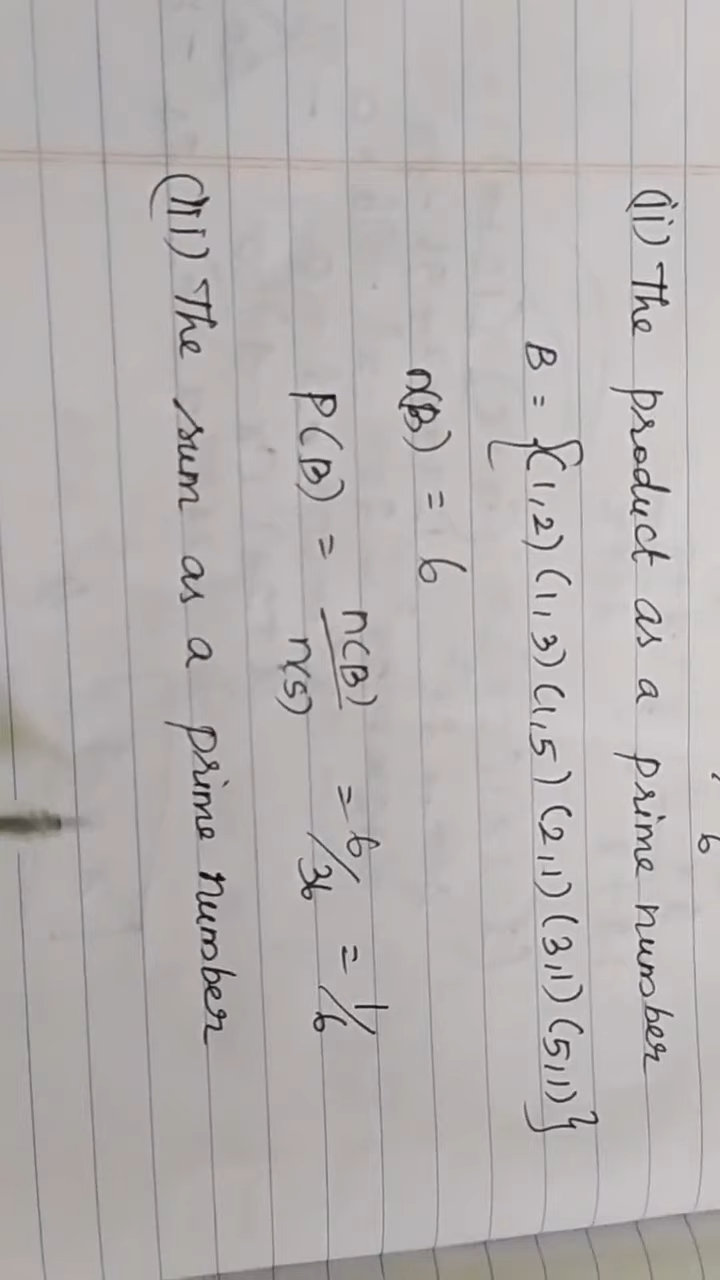 6
(ii) The product as a prime number
B = {(1,2) (1,3) (1,5) (2,1) (3,1) (5,1)}
n(B) = 6
P(B) = n(B)/n(S) = 6/36 = 1/6
(iii) The sum as a prime number